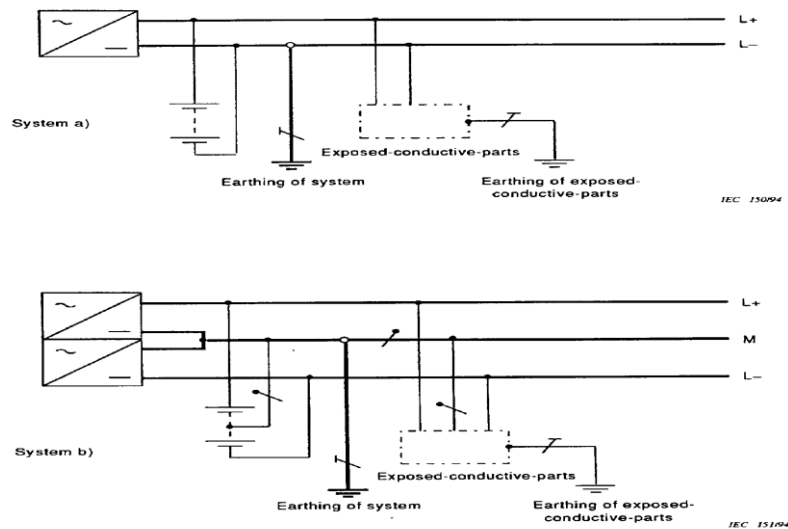 L+
L−
System a)
Exposed-conductive-parts
Earthing of system
Earthing of exposed-
conductive-parts
IEC 150/94
L+
M
L−
System b)
Exposed-conductive-parts
Earthing of system
Earthing of exposed-
conductive-parts
IEC 151/94